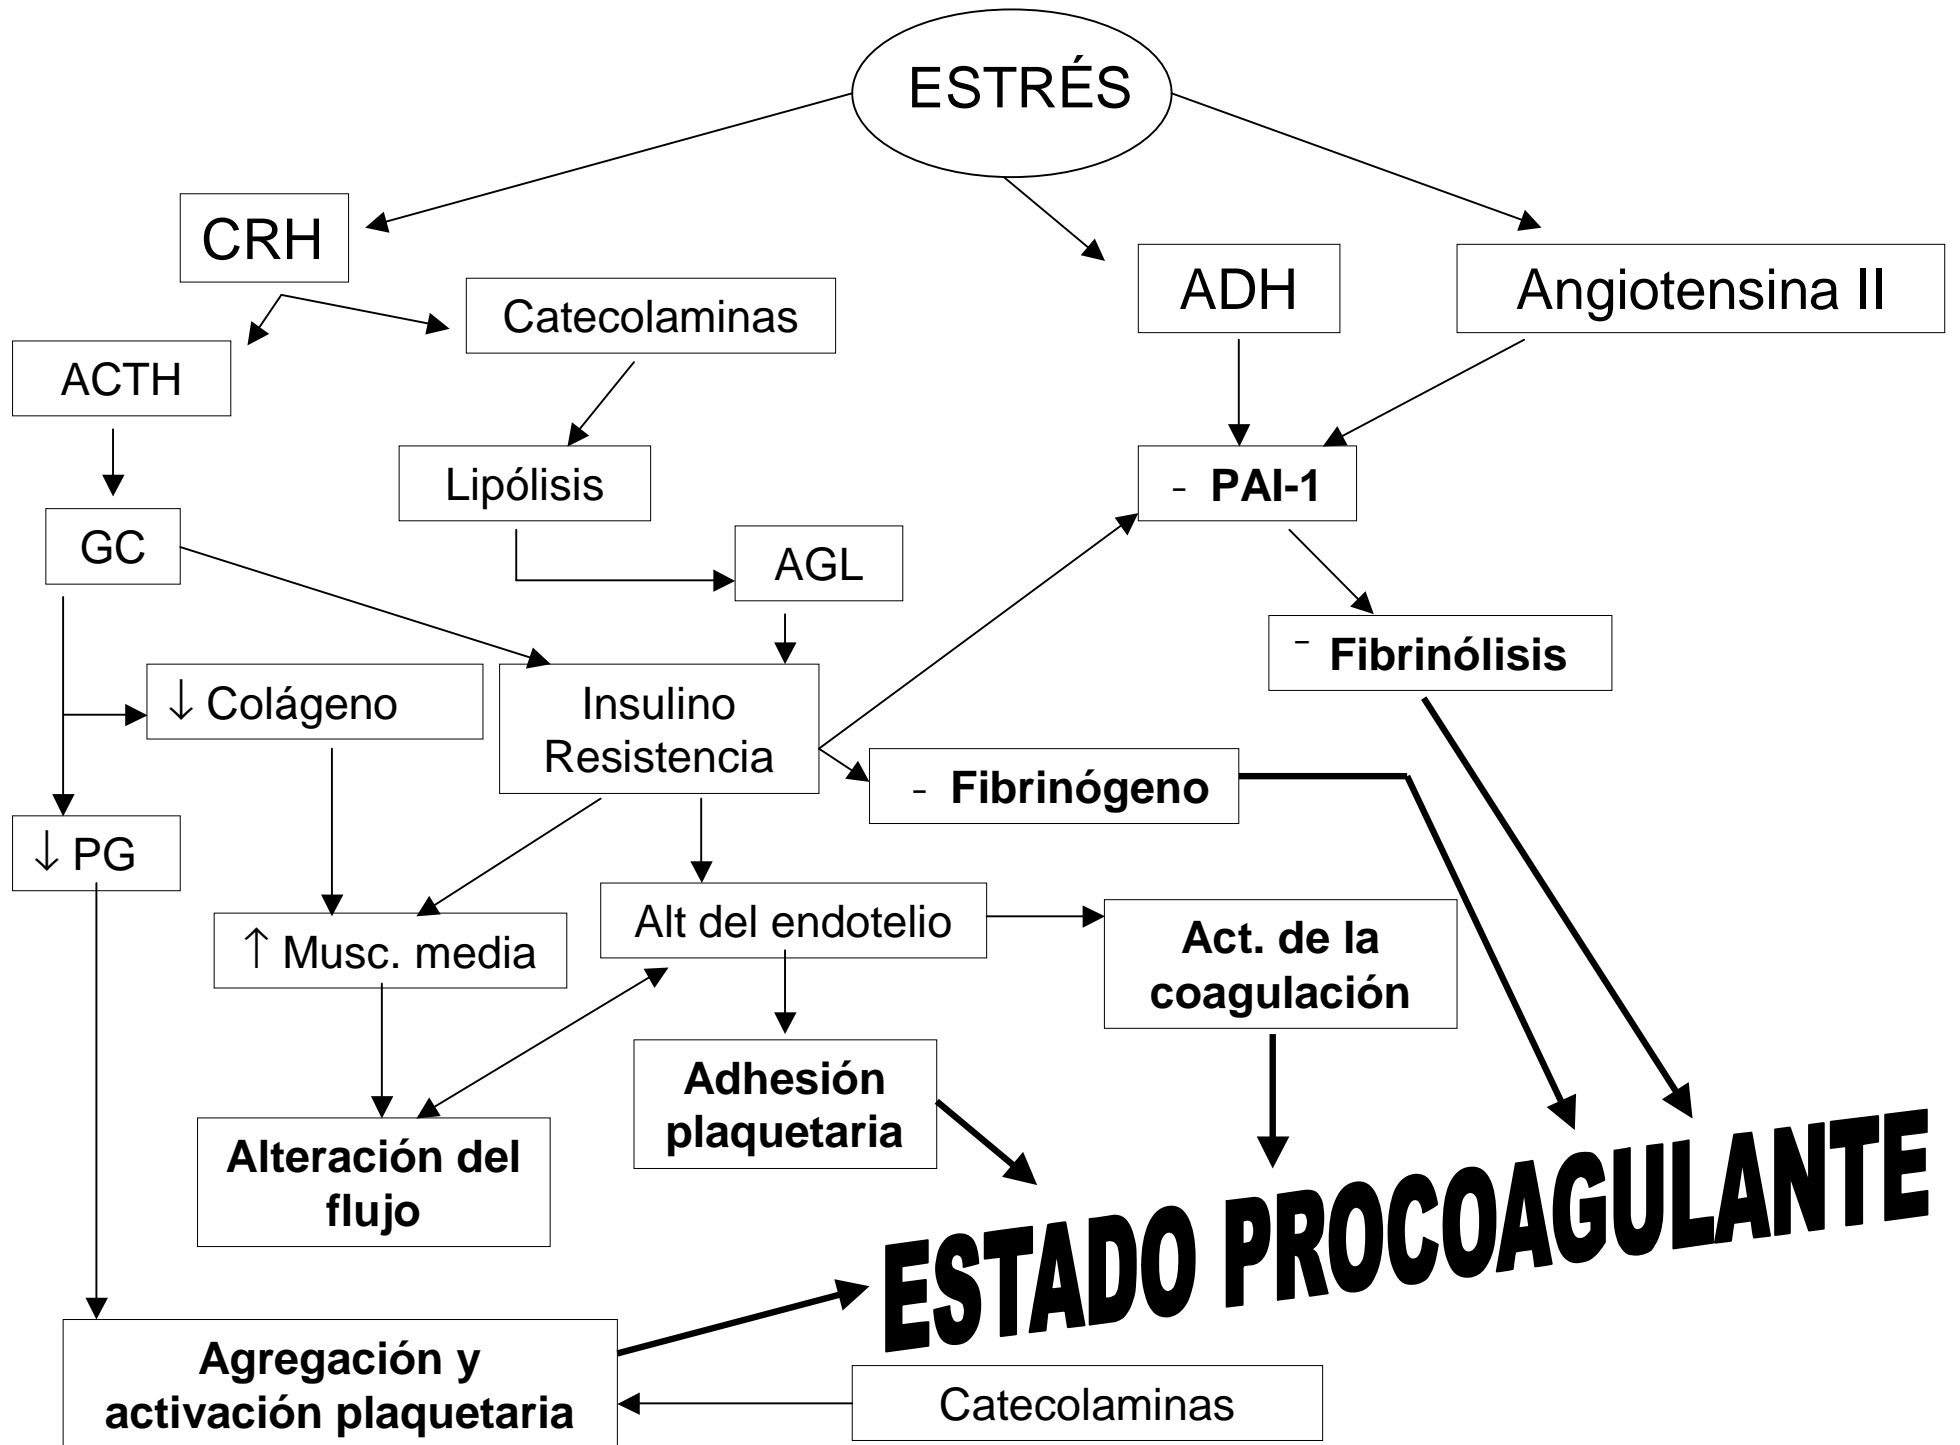 ESTRÉS
CRH
ADH
Angiotensina II
Catecolaminas
ACTH
Lipólisis
- PAI-1
GC
AGL
- Fibrinólisis
↓ Colágeno
Insulino
Resistencia
- Fibrinógeno
↓ PG
↑ Musc. media
Alt del endotelio
Act. de la
coagulación
Adhesión
plaquetaria
Alteración del
flujo
ESTADO PROCOAGULANTE
Agregación y
activación plaquetaria
Catecolaminas